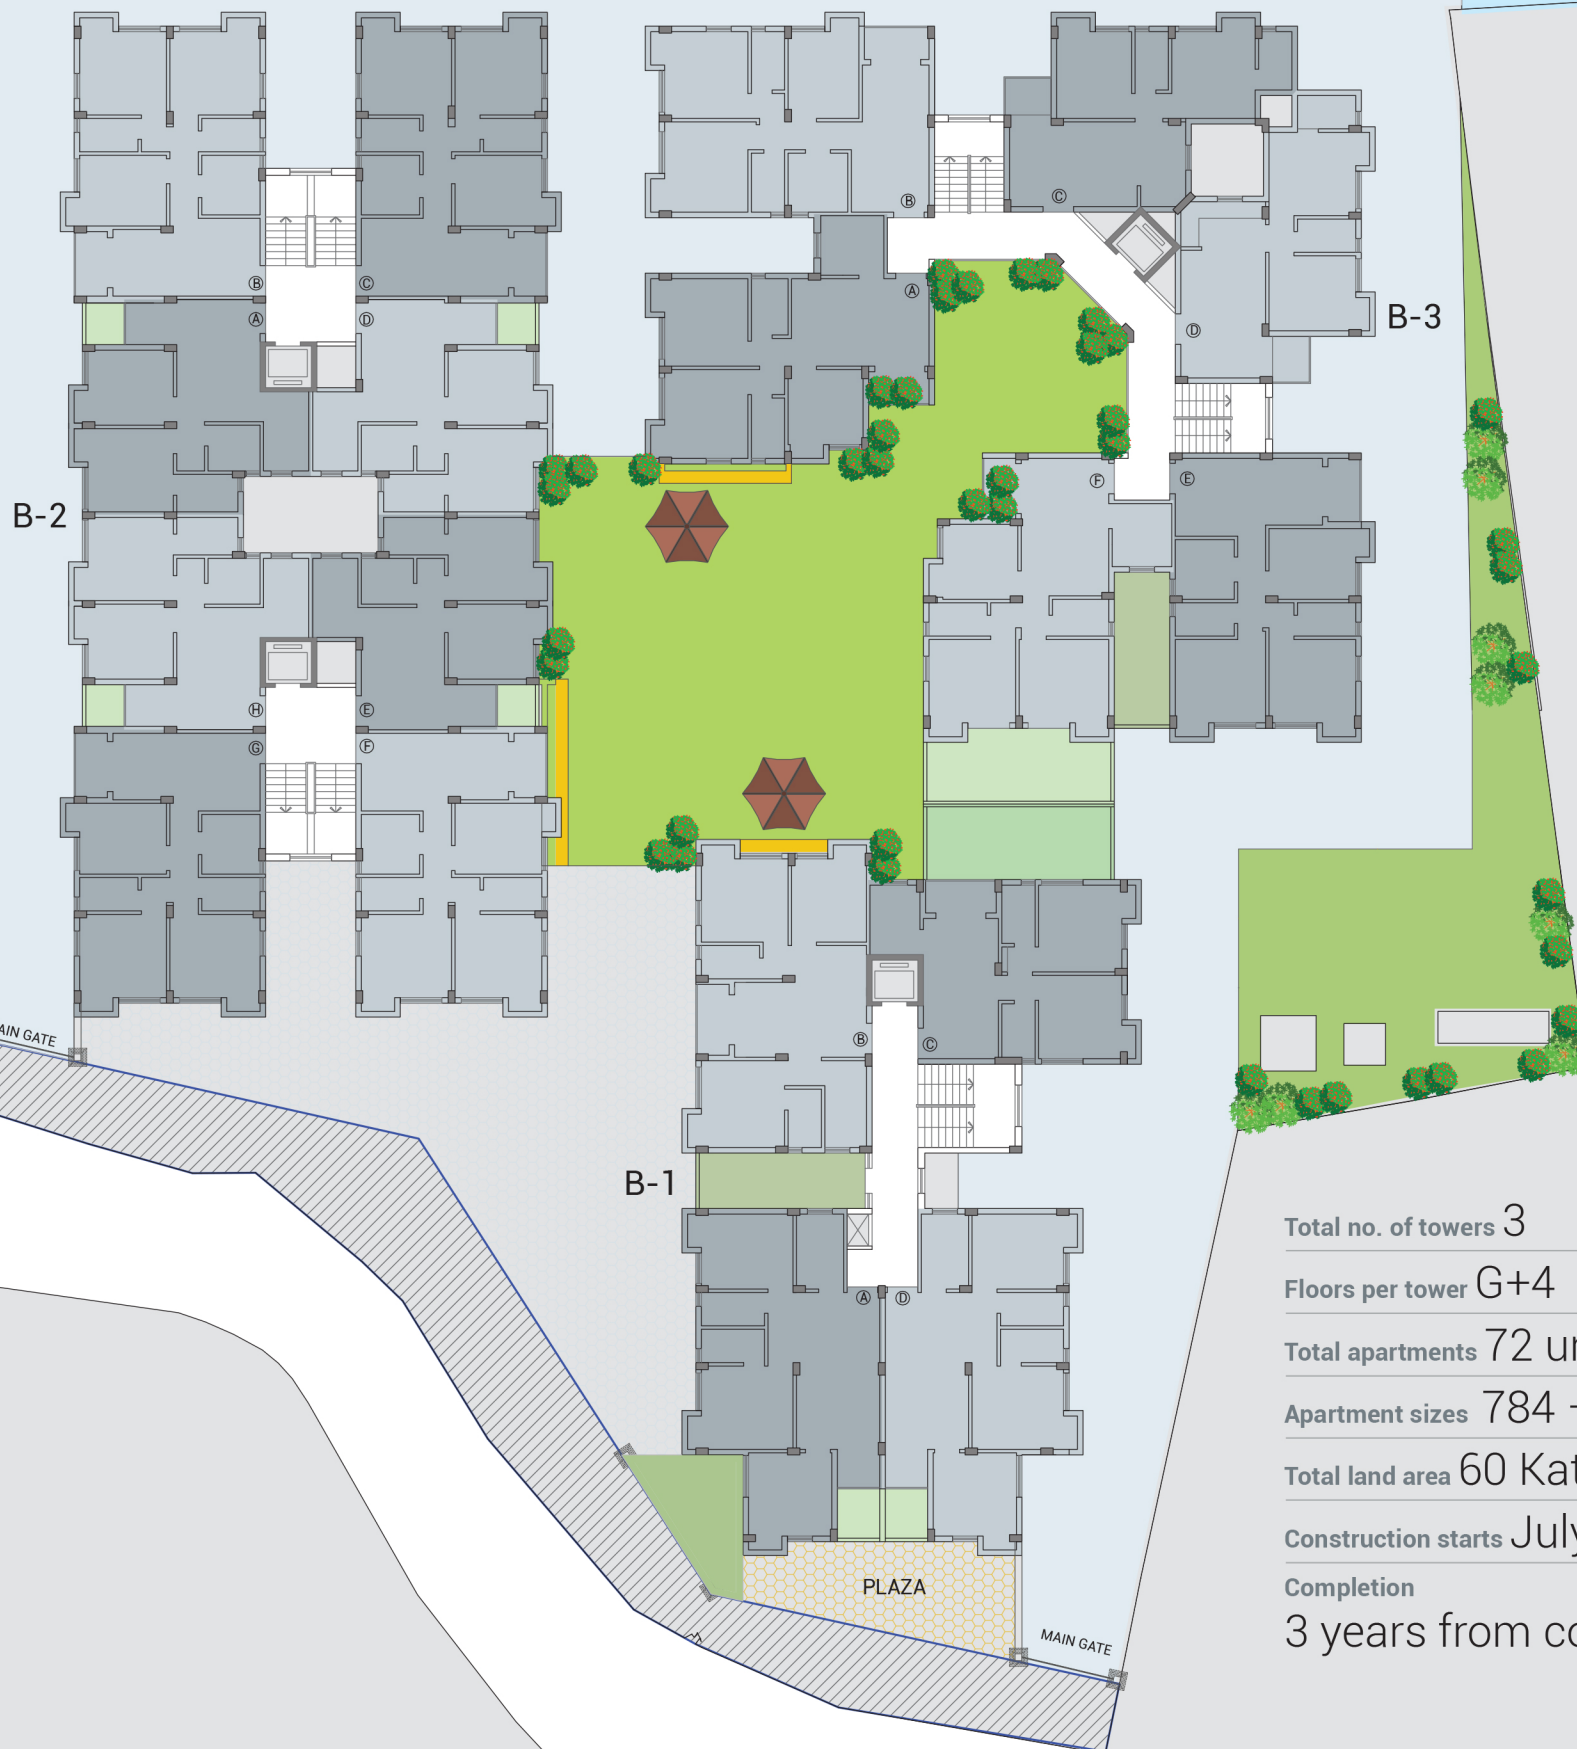 B
C
A
D
B-2
H
E
G
F
B
C
A
D
B-3
F
E
GATE
B
C
B-1
A
D
PLAZA
MAIN GATE
Total no. of towers 3
Floors per tower G+4
Total apartments 72
Apartment sizes 784 -
Total land area 60
Construction starts July
Completion
3 years from